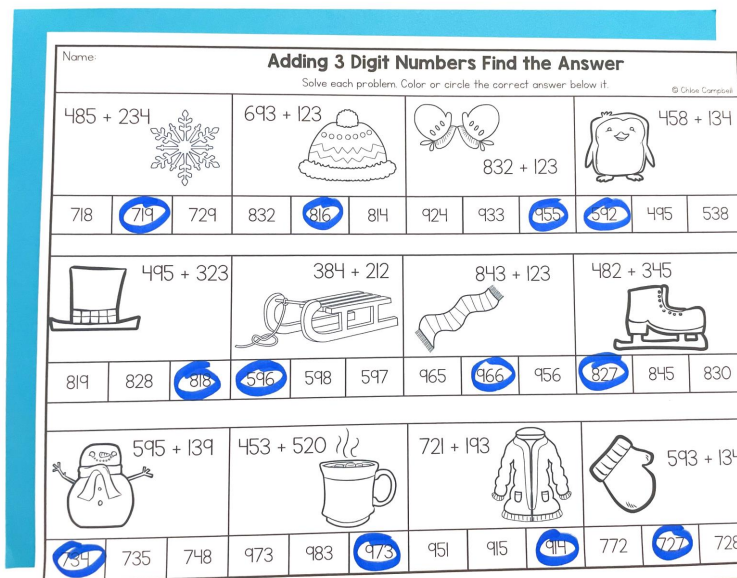 Name:
Adding 3 Digit Numbers Find the Answer
Solve each problem. Color or circle the correct answer below it.
© Chloe Campbell
485 + 234
693 + 123
832 + 123
458 + 134
718 719 729 832 816 814 924 933 955 592 495 538
495 + 323
384 + 212
843 + 123
482 + 345
819 828 818 596 598 597 965 966 956 827 845 830
595 + 139
453 + 520
721 + 193
593 + 134
734 735 748 973 983 973 951 915 914 772 727 728